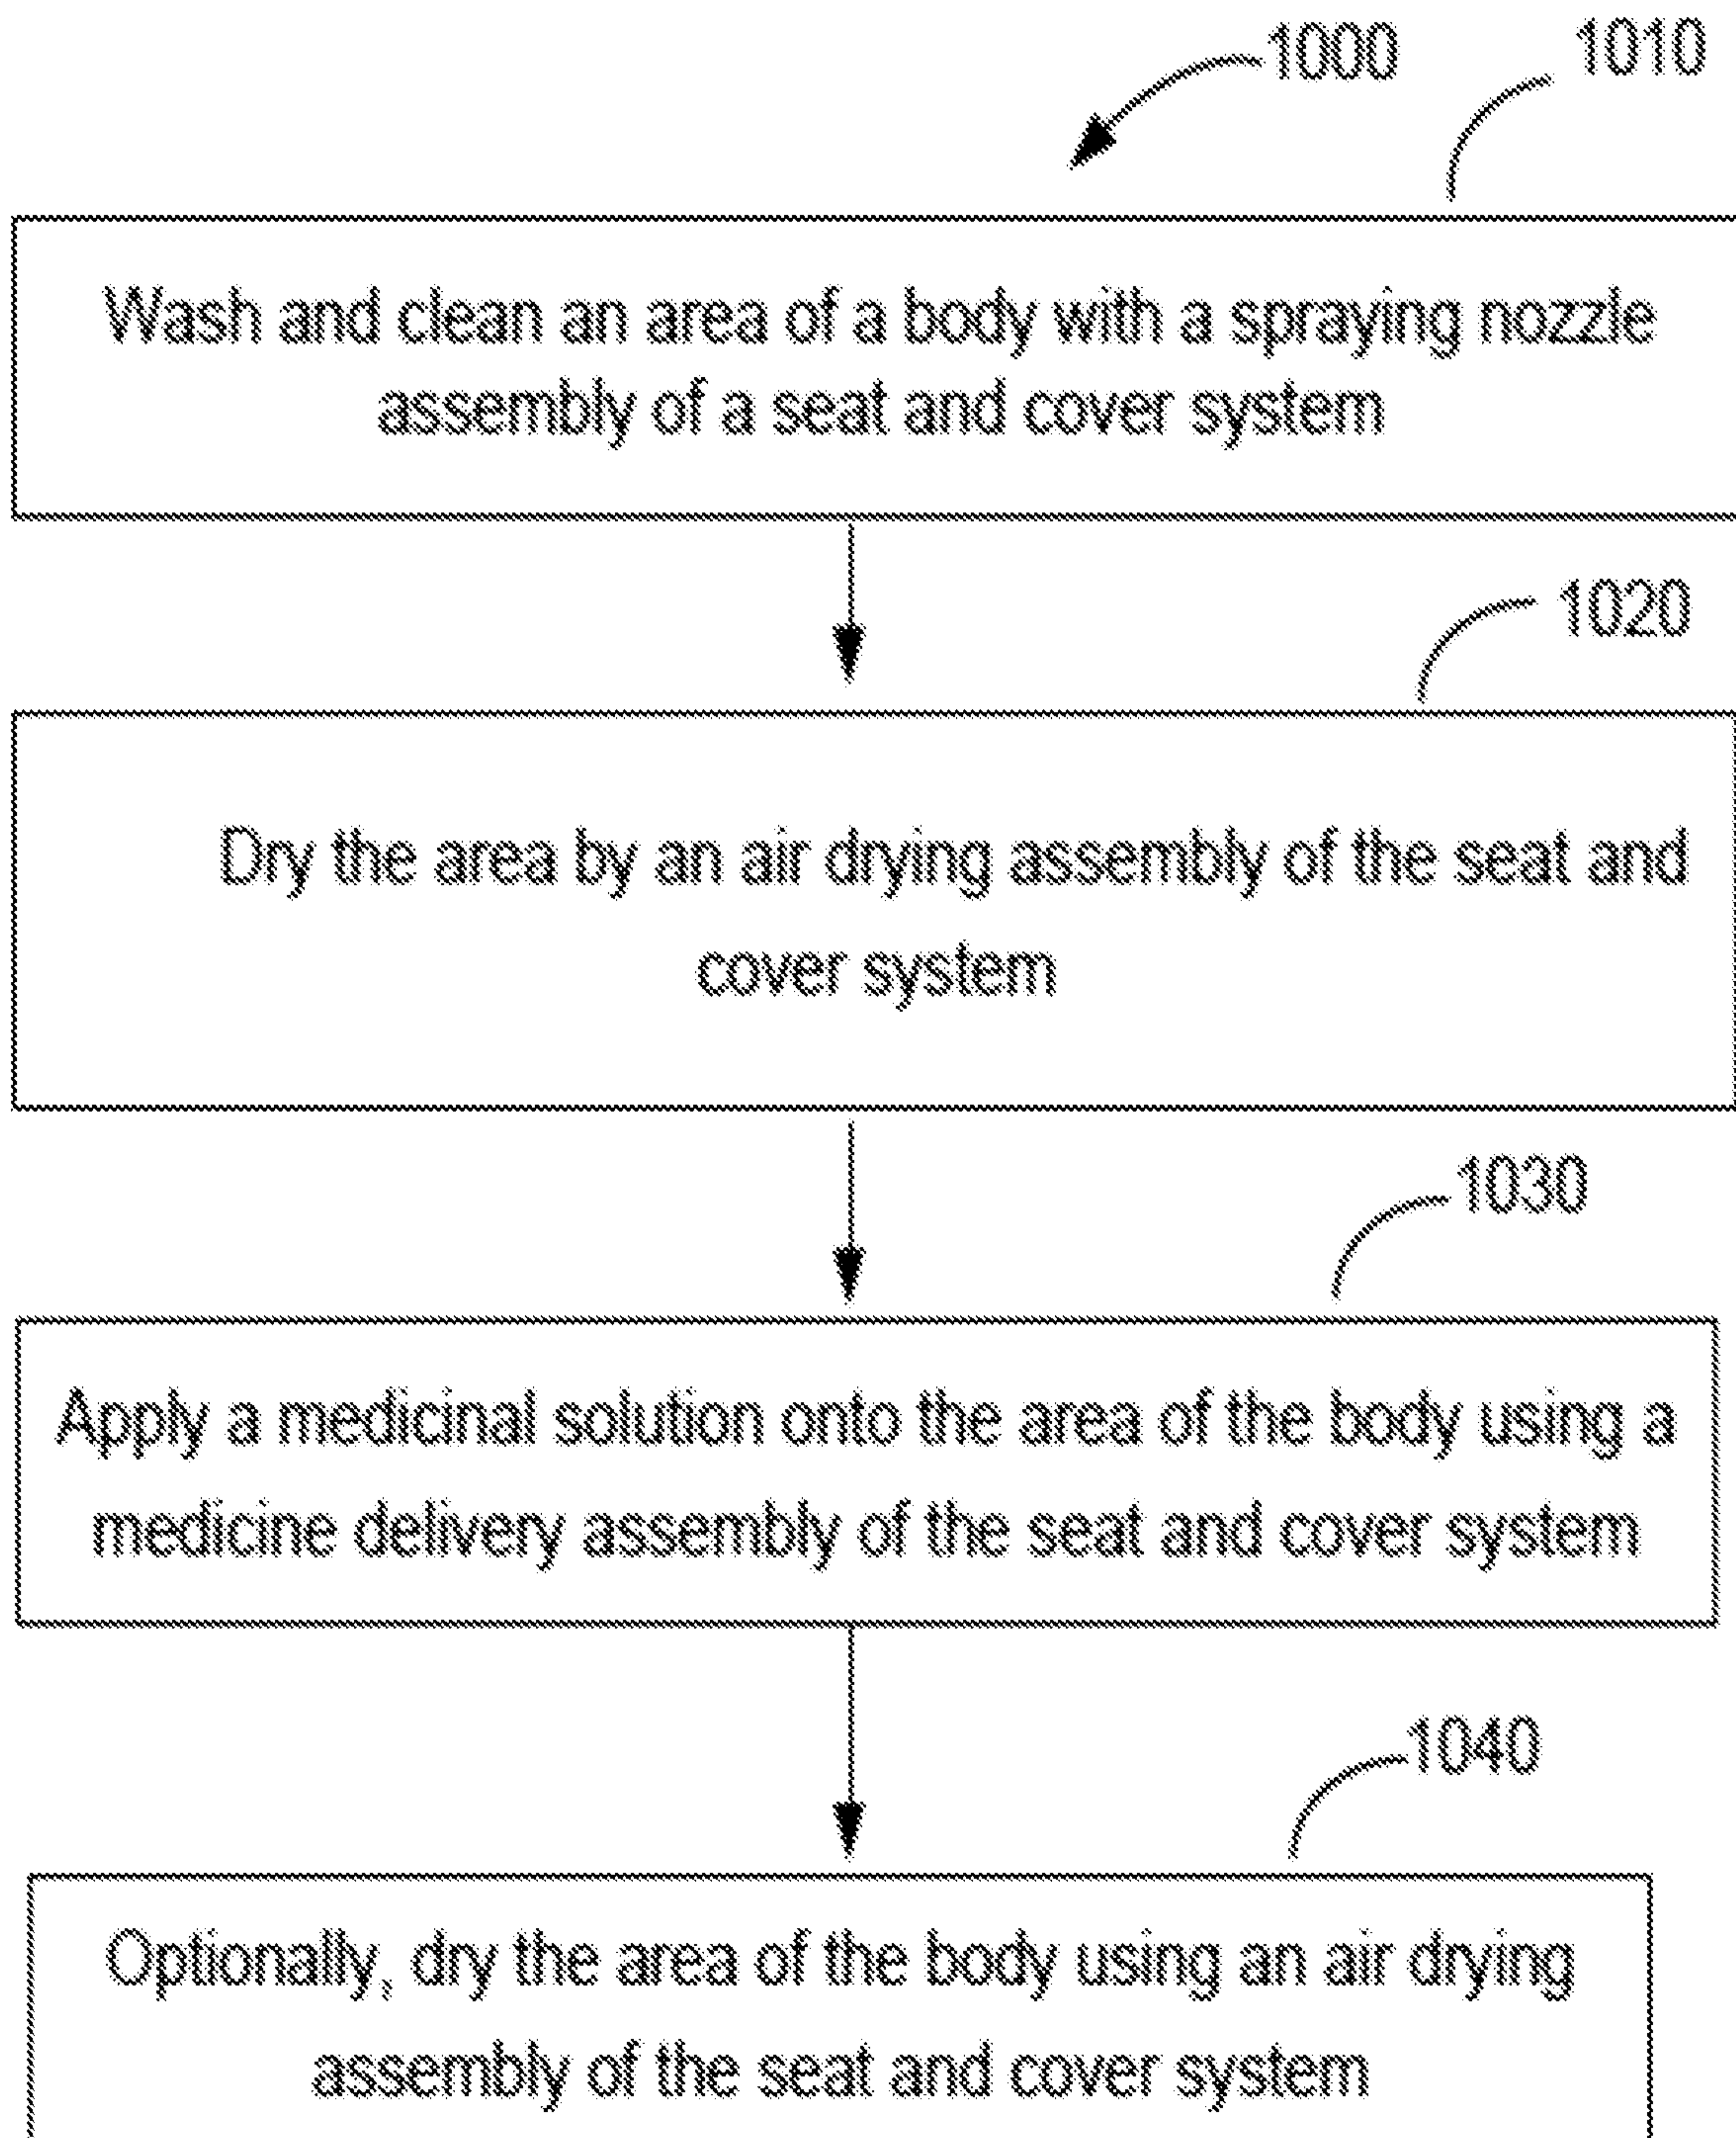 1000
1010
Wash and clean an area of a body with a spraying nozzle
assembly of a seat and cover system
1020
Dry the area by an air drying assembly of the seat and
cover system
1030
Apply a medicinal solution onto the area of the body using a
medicine delivery assembly of the seat and cover system
1040
Optionally, dry the area of the body using an air drying
assembly of the seat and cover system